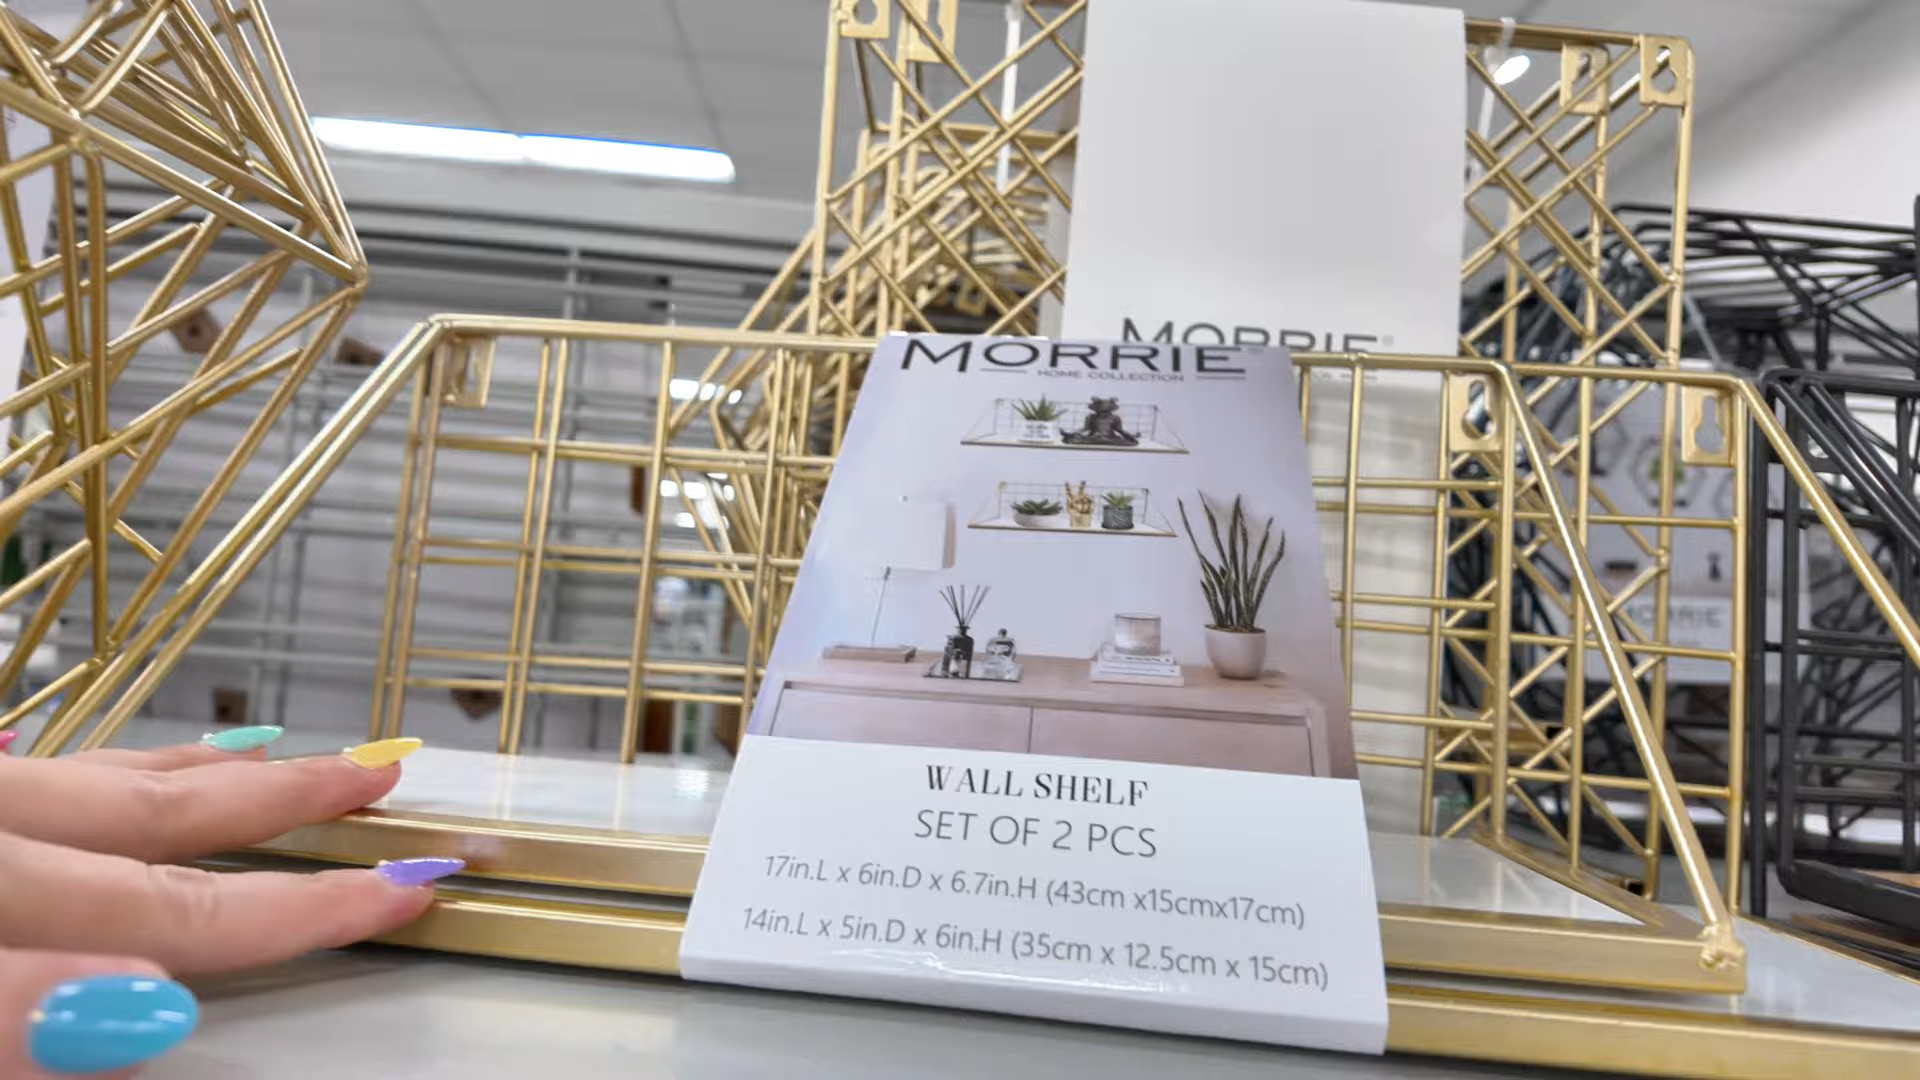 MORRIE
MORRIE
HOME COLLECTION
WALL SHELF
SET OF 2 PCS
17in.L x 6in.D x 6.7in.H (43cm x15cmx17cm)
14in.L x 5in.D x 6in.H (35cm x 12.5cm x 15cm)
MORRIE